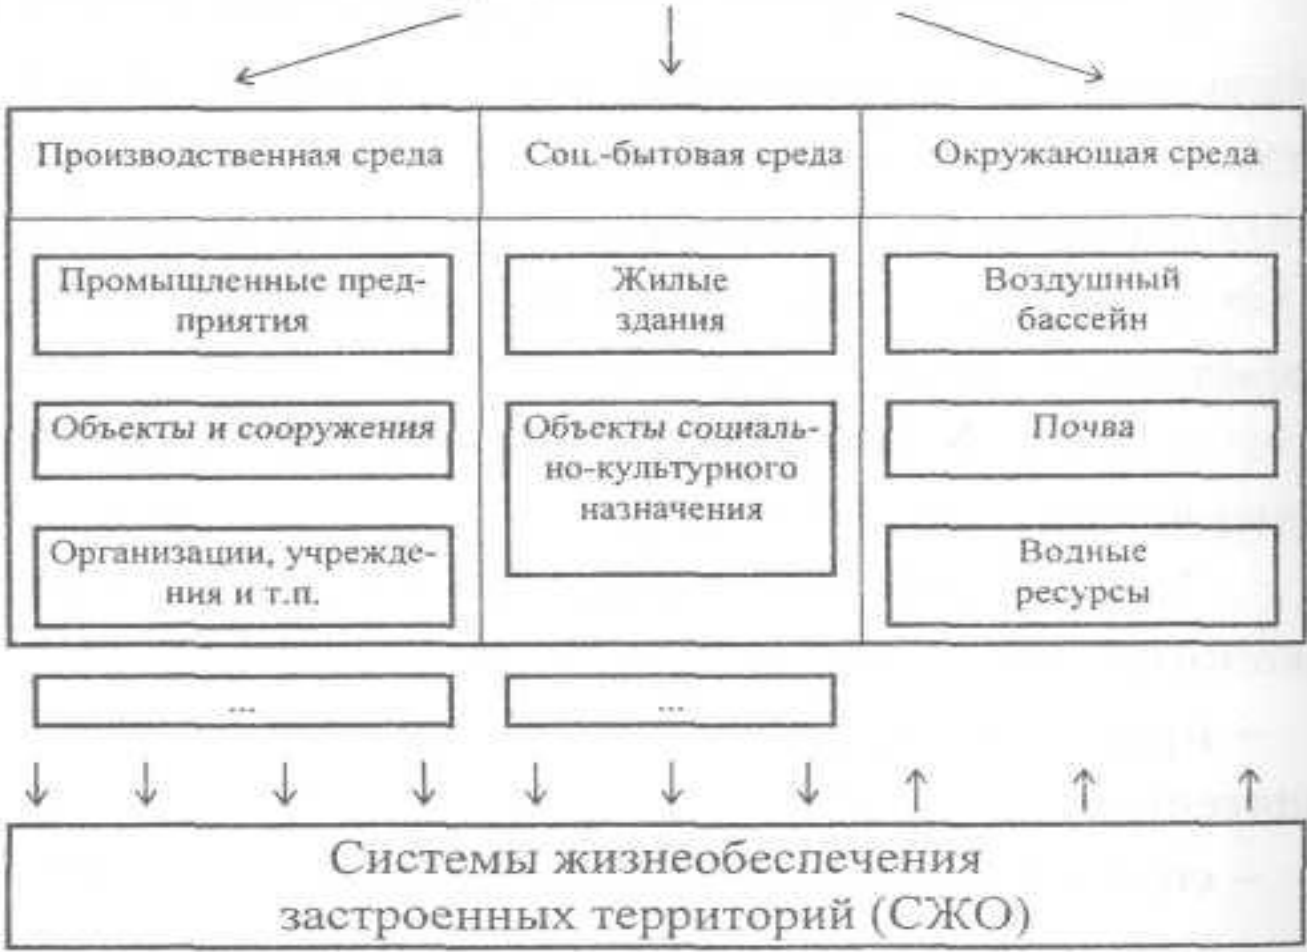 Производственная среда
Соц.-бытовая среда
Окружающая среда
Промышленные пред-
приятия
Объекты и сооружения
Организации, учрежде-
ния и т.п.
...
Жилые
здания
Объекты социаль-
но-культурного
назначения
...
Воздушный
бассейн
Почва
Водные
ресурсы
Системы жизнеобеспечения
застроенных территорий (СЖО)